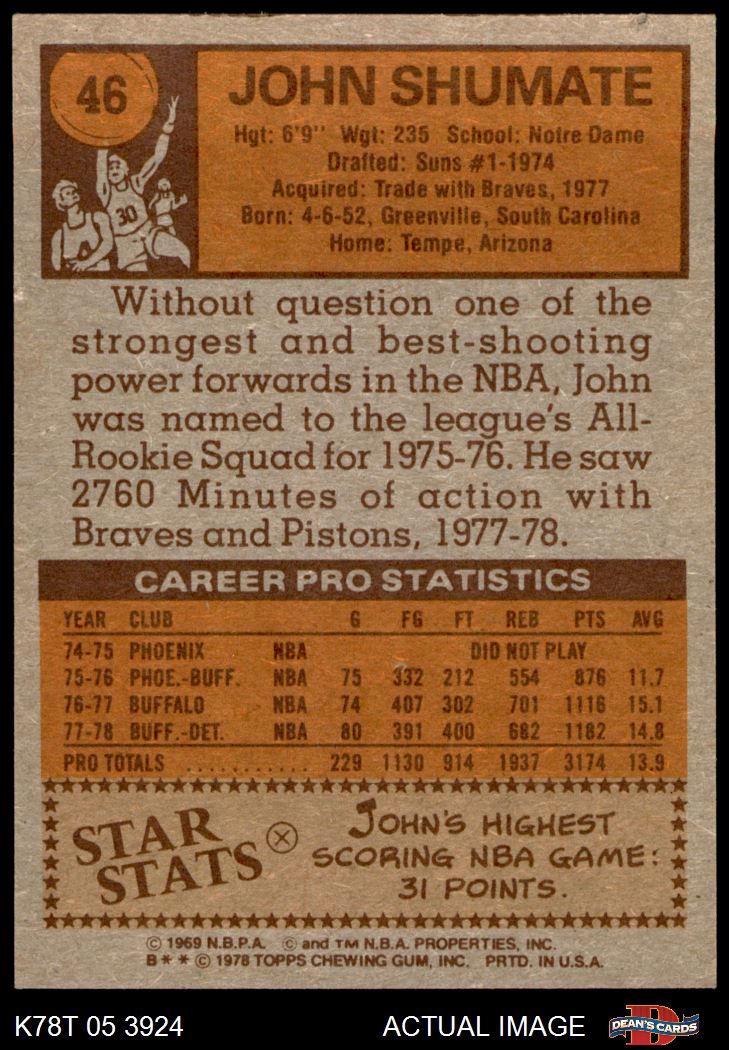 46
JOHN SHUMATE
Hgt: 6'9" Wgt: 235 School: Notre Dame
Drafted: Suns #1-1974
Acquired: Trade with Braves, 1977
Born: 4-6-52, Greenville, South Carolina
Home: Tempe, Arizona
30
Without question one of the
strongest and best-shooting
power forwards in the NBA, John
was named to the league's All-
Rookie Squad for 1975-76. He saw
2760 Minutes of action with
Braves and Pistons, 1977-78.
CAREER PRO STATISTICS
YEAR CLUB G FG FT REB PTS AVG
74-75 PHOENIX NBA DID NOT PLAY
75-76 PHOE.-BUFF. NBA 75 332 212 554 876 11.7
76-77 BUFFALO NBA 74 407 302 701 1116 15.1
77-78 BUFF.-DET. NBA 80 391 400 682 1182 14.8
PRO TOTALS ........... 229 1130 914 1937 3174 13.9
STAR
STATS
JOHN'S HIGHEST
SCORING NBA GAME:
31 POINTS.
© 1969 N.B.P.A. © and TM N.B.A. PROPERTIES, INC.
B** © 1978 TOPPS CHEWING GUM, INC. PRTD. IN U.S.A.
K78T 05 3924 ACTUAL IMAGE DEAN'S CARDS